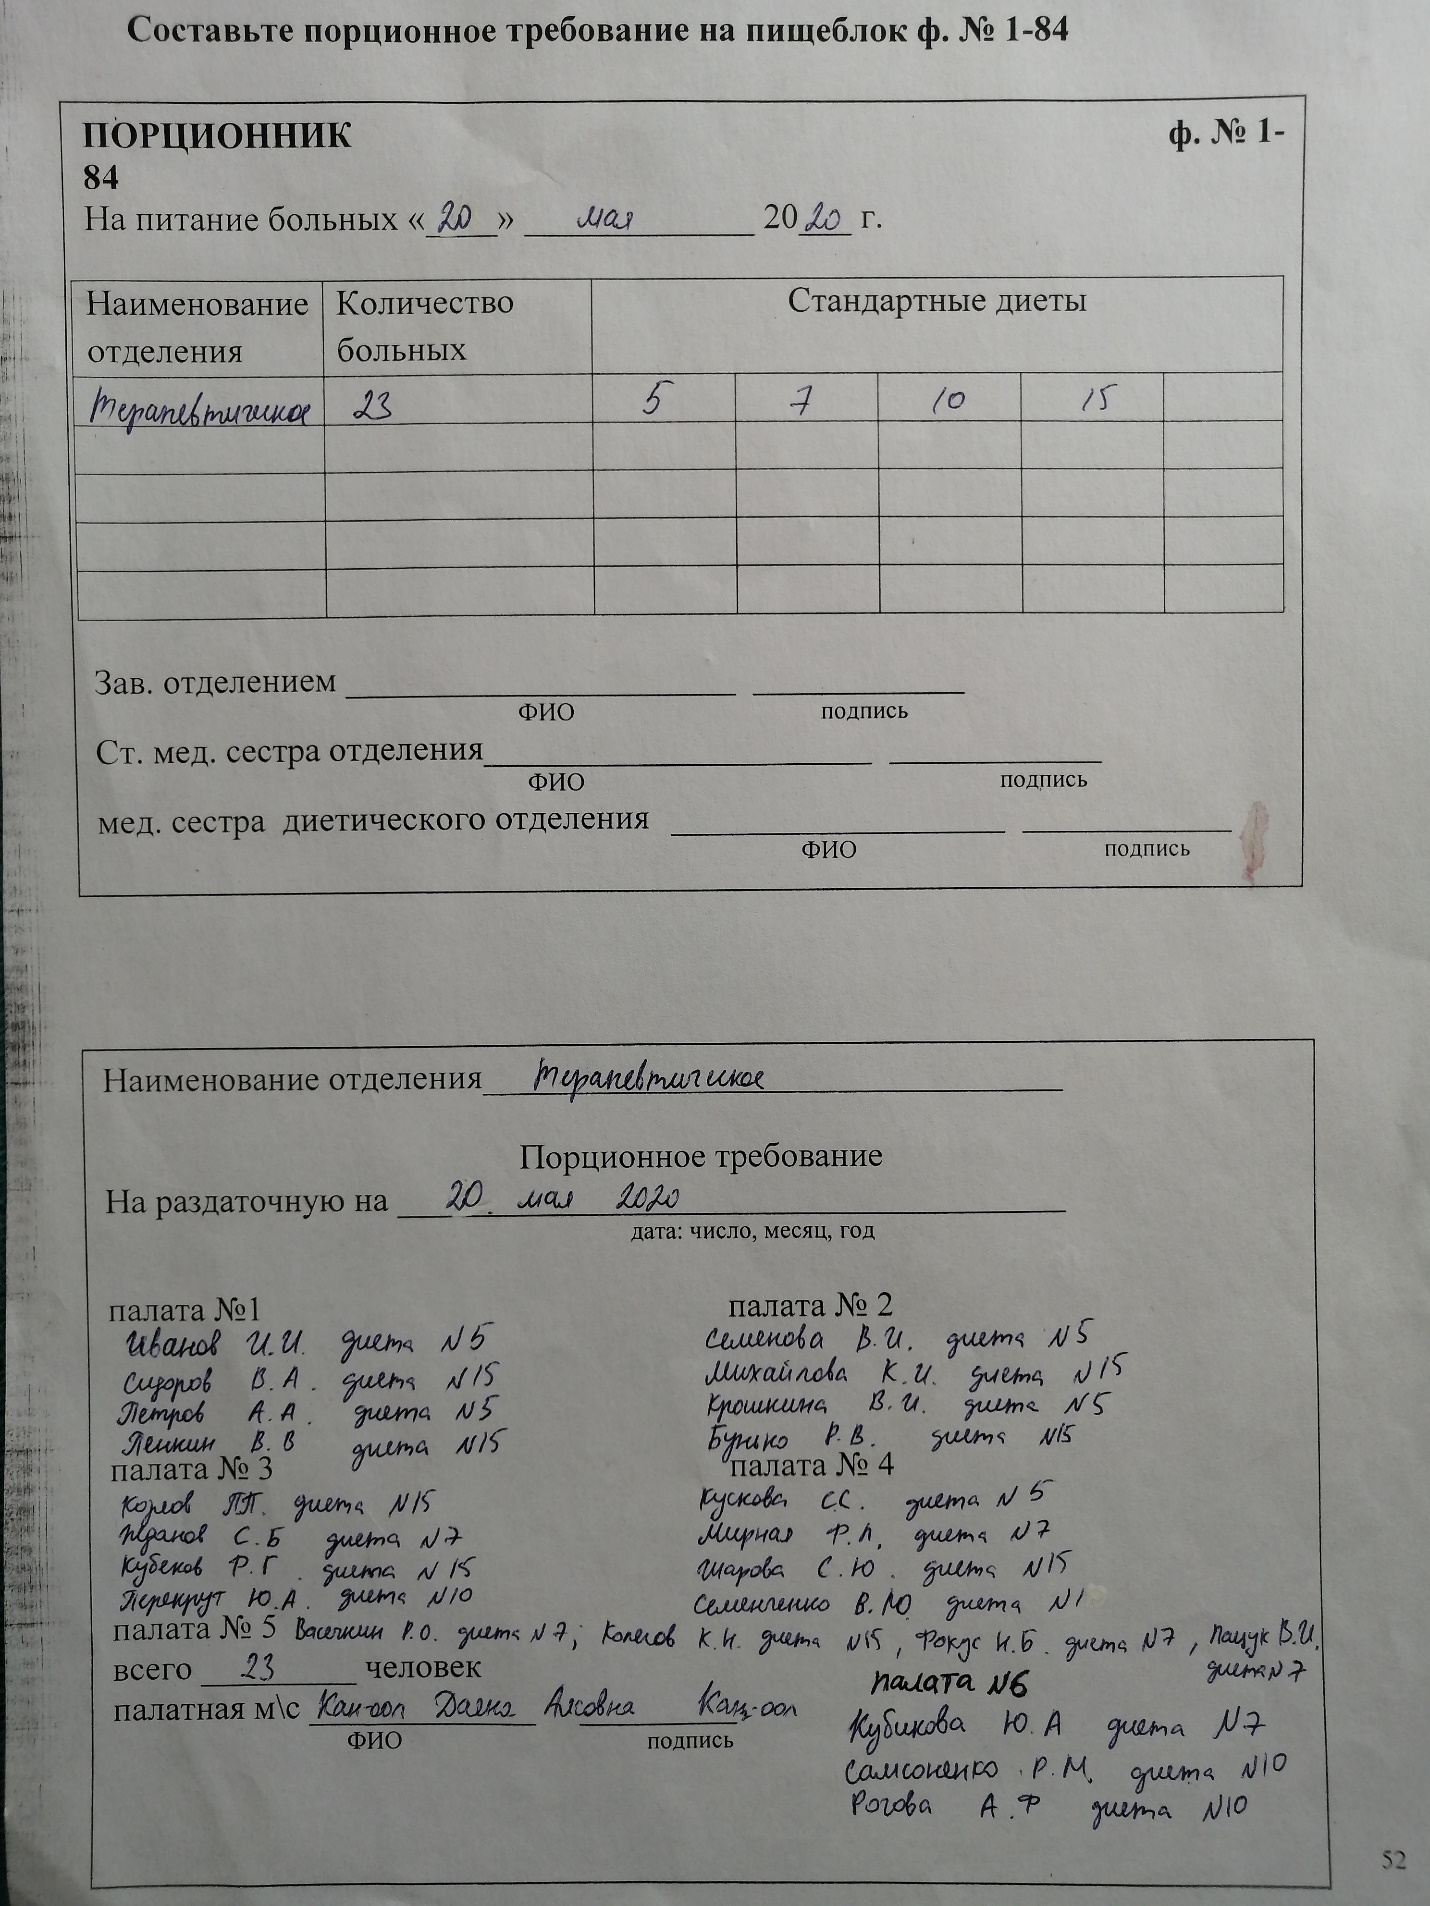 Составьте порционное требование на пищеблок ф. № 1-84
ПОРЦИОННИК ф. № 1-
84
На питание больных «20» мая 2020 г.
Наименование отделения Количество больных Стандартные диеты
Терапевтическое 23 5 7 10 15
Зав. отделением
ФИО подпись
Ст. мед. сестра отделения
ФИО подпись
мед. сестра диетического отделения
ФИО подпись
Наименование отделения Терапевтическое
Порционное требование
На раздаточную на 20. мая 2020
дата: число, месяц, год
палата №1
Иванов И.И. диета N5
Сидоров В.А. диета N15
Петров А.А. диета N5
Пенкин В.В диета N15
палата № 2
Семенова В.И. диета N5
Михайлова К.И. диета N15
Крошкина В.И. диета N5
Бунько Р.В. диета N15
палата № 3
Козлов П.П. диета N15
Жданов С.Б диета N7
Кубеков Р.Г. диета N15
Перекрут Ю.А. диета N10
палата № 4
Кускова С.С. диета N5
Мирная Р.Л. диета N7
Шарова С.Ю. диета N15
Семенченко В.Ю. диета N1
палата № 5 Васечкин Р.О. диета N7; Колесов К.Н. диета N15, Фокус Н.Б. диета N7, Пащук В.И. диета N7
всего 23 человек
палатная м\с Кан-оол Даяна Алсовна Кан-оол
ФИО подпись
палата N6
Кубикова Ю.А диета N7
Самсоненко Р.М. диета N10
Рогова А.Ф диета N10
52